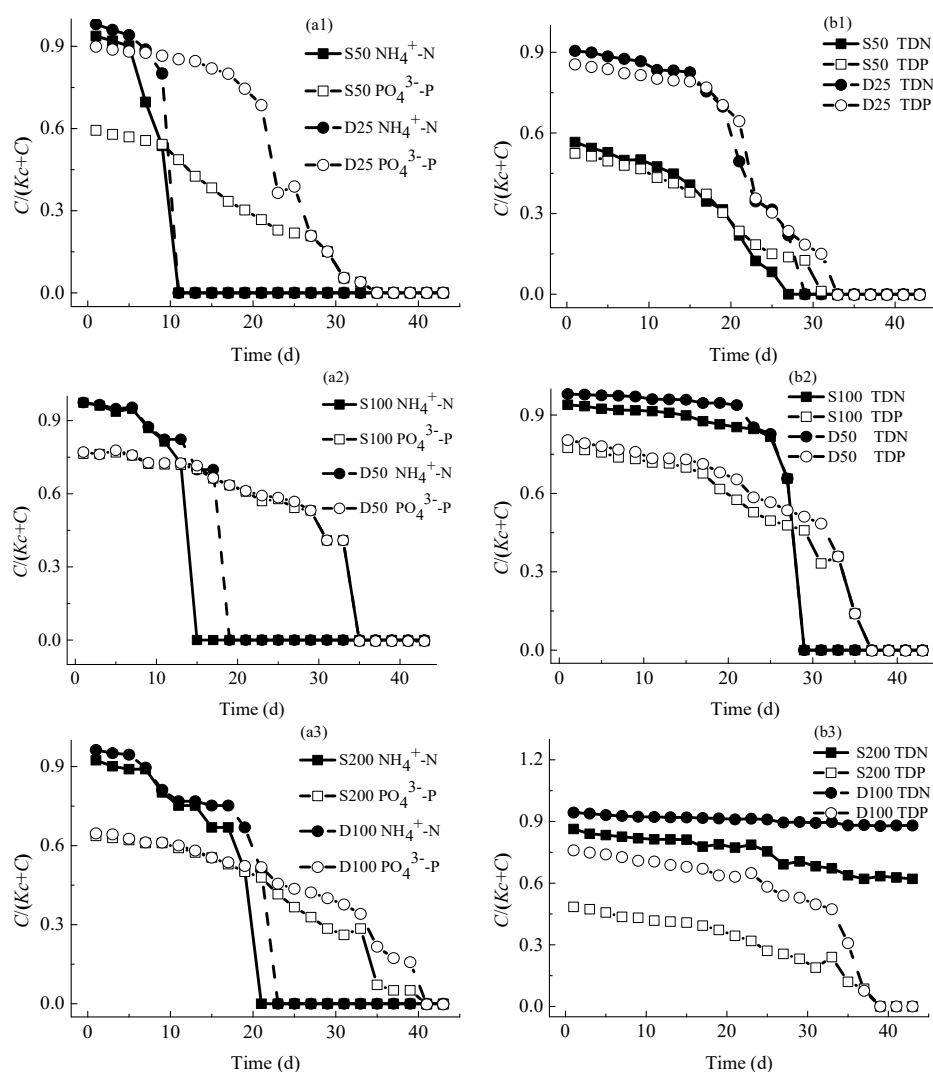 (a1)
S50 NH₄⁺-N
S50 PO₄³⁻-P
D25 NH₄⁺-N
D25 PO₄³⁻-P
C/(Kc+C)
0.9
0.6
0.3
0.0
0 10 20 30 40
Time (d)
(b1)
S50 TDN
S50 TDP
D25 TDN
D25 TDP
C/(Kc+C)
0.9
0.6
0.3
0.0
0 10 20 30 40
Time (d)
(a2)
S100 NH₄⁺-N
S100 PO₄³⁻-P
D50 NH₄⁺-N
D50 PO₄³⁻-P
C/(Kc+C)
0.9
0.6
0.3
0.0
0 10 20 30 40
Time (d)
(b2)
S100 TDN
S100 TDP
D50 TDN
D50 TDP
C/(Kc+C)
0.9
0.6
0.3
0.0
0 10 20 30 40
Time (d)
(a3)
S200 NH₄⁺-N
S200 PO₄³⁻-P
D100 NH₄⁺-N
D100 PO₄³⁻-P
C/(Kc+C)
0.9
0.6
0.3
0.0
0 10 20 30 40
Time (d)
(b3)
S200 TDN
S200 TDP
D100 TDN
D100 TDP
C/(Kc+C)
1.2
0.9
0.6
0.3
0.0
0 10 20 30 40
Time (d)